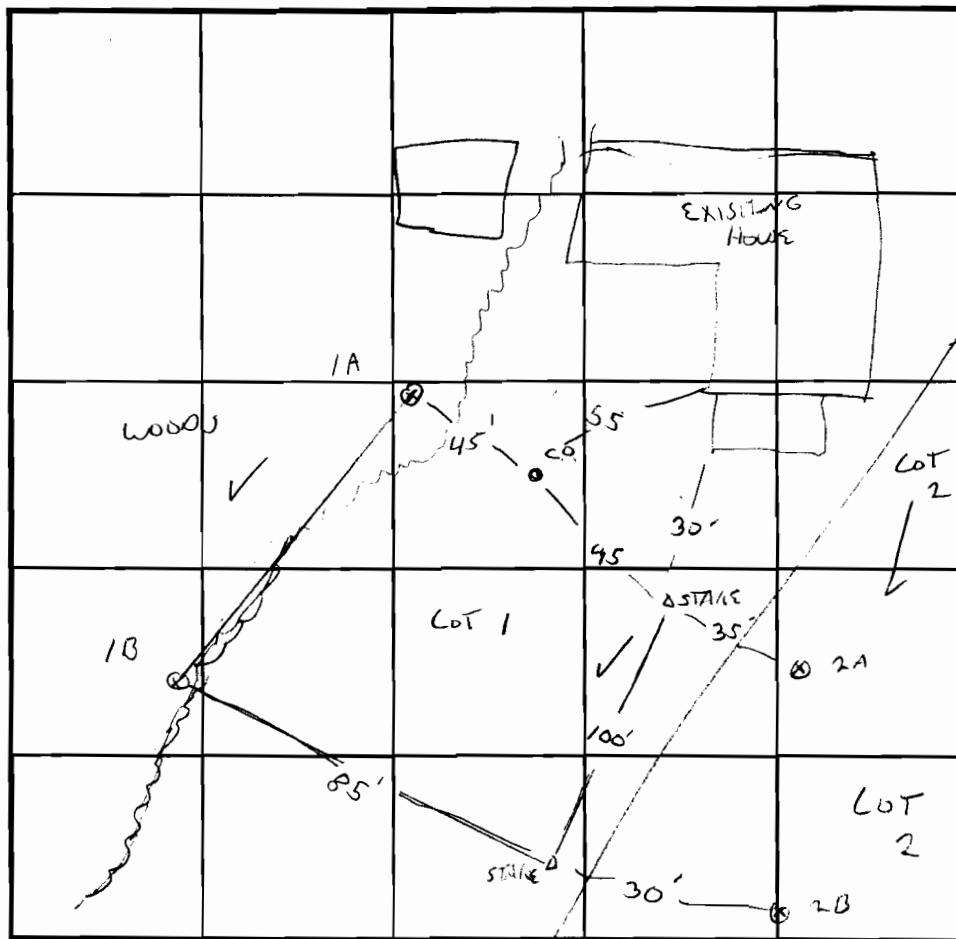 EXISITNG
HOUSE
1A
WOODS
45'
55
C.O.
LOT
2
30'
45
STAKE
LOT 1
35'
1B
2A
100'
85'
LOT
2
STAKE
30'
2B